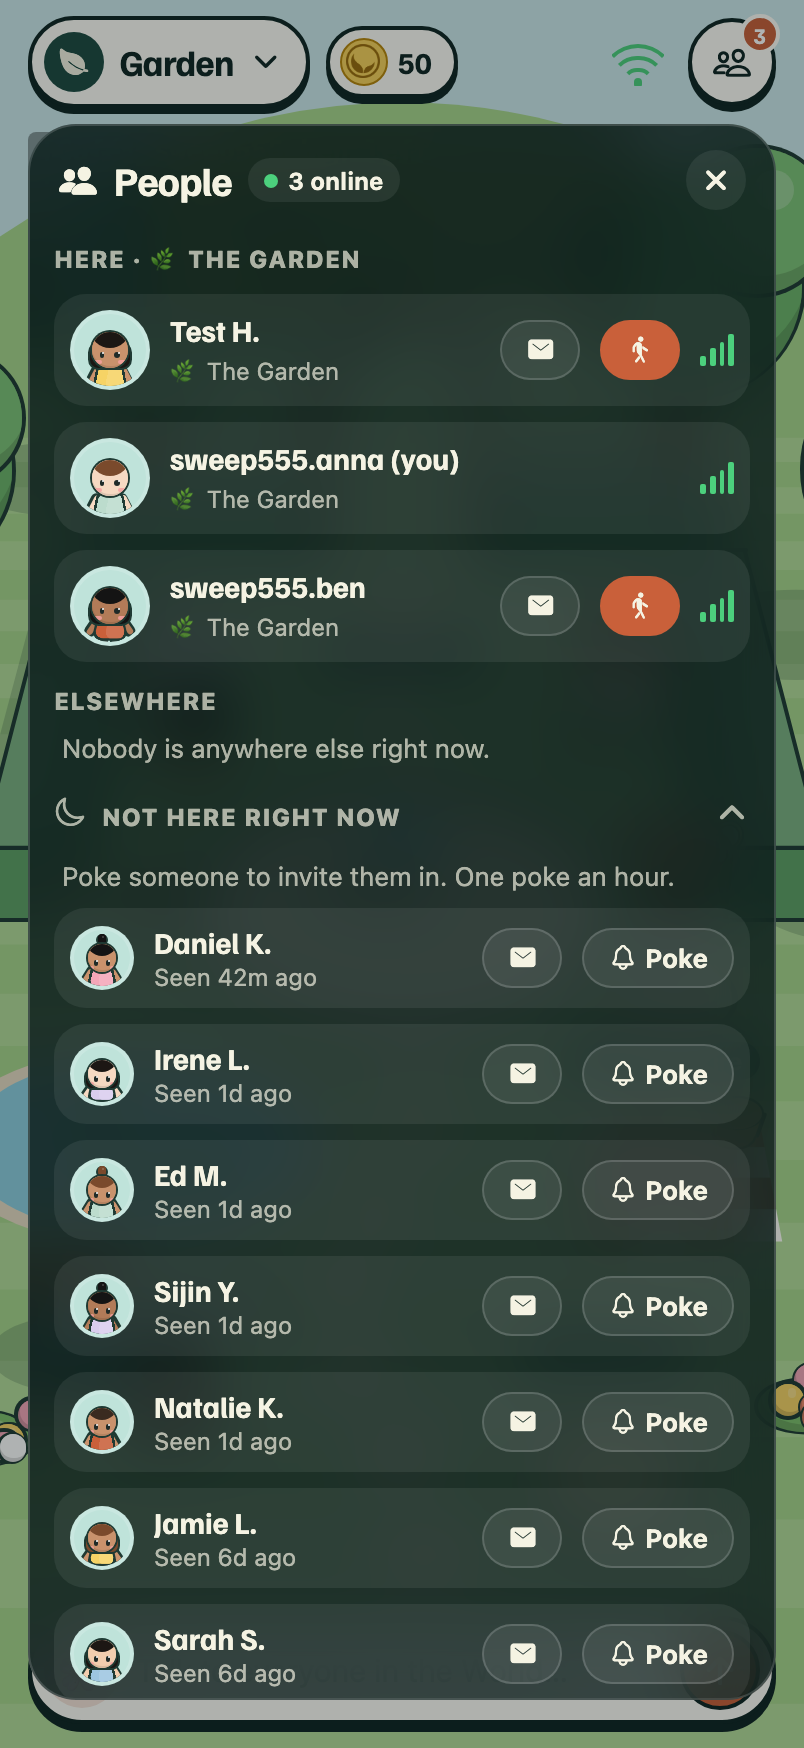 Garden
50
3
People
3 online
HERE · THE GARDEN
Test H.
The Garden
sweep555.anna (you)
The Garden
sweep555.ben
The Garden
ELSEWHERE
Nobody is anywhere else right now.
NOT HERE RIGHT NOW
Poke someone to invite them in. One poke an hour.
Daniel K.
Seen 42m ago
Poke
Irene L.
Seen 1d ago
Poke
Ed M.
Seen 1d ago
Poke
Sijin Y.
Seen 1d ago
Poke
Natalie K.
Seen 1d ago
Poke
Jamie L.
Seen 6d ago
Poke
Sarah S.
Seen 6d ago
Poke